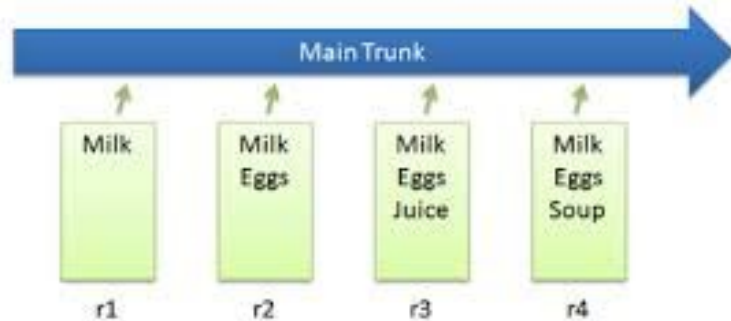 Main Trunk
Milk
Milk
Eggs
Milk
Eggs
Juice
Milk
Eggs
Soup
r1
r2
r3
r4